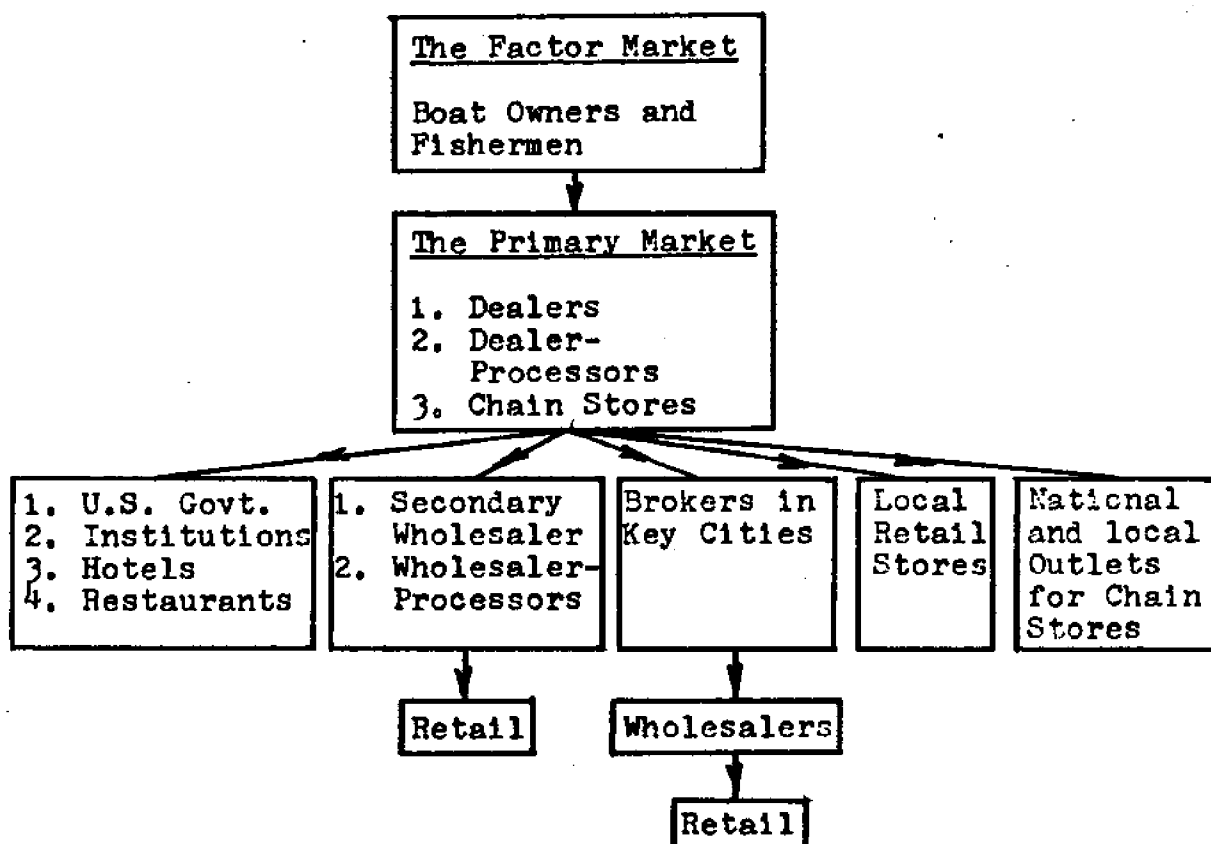 The Factor Market
Boat Owners and
Fishermen
The Primary Market
1. Dealers
2. Dealer-
Processors
3. Chain Stores
1. U.S. Govt.
2. Institutions
3. Hotels
4. Restaurants
1. Secondary
Wholesaler
2. Wholesaler-
Processors
Brokers in
Key Cities
Local
Retail
Stores
National
and local
Outlets
for Chain
Stores
Retail
Wholesalers
Retail